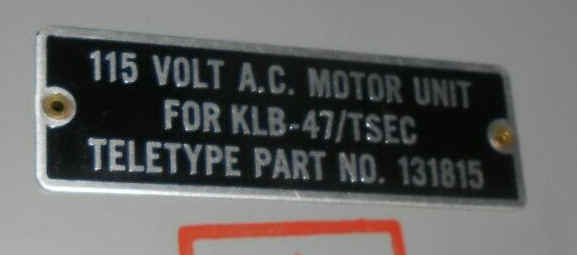 115 VOLT A.C. MOTOR UNIT
FOR KLB-47/TSEC
TELETYPE PART NO. 131815